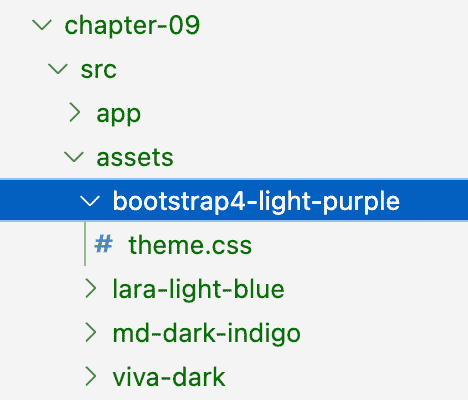 chapter-09
src
app
assets
bootstrap4-light-purple
# theme.css
lara-light-blue
md-dark-indigo
viva-dark